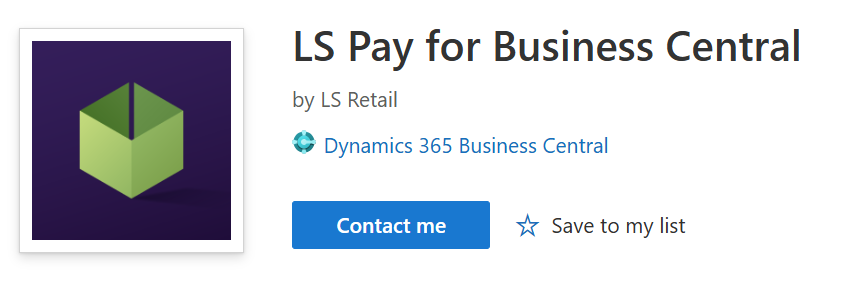 LS Pay for Business Central
by LS Retail
Dynamics 365 Business Central
Contact me
Save to my list